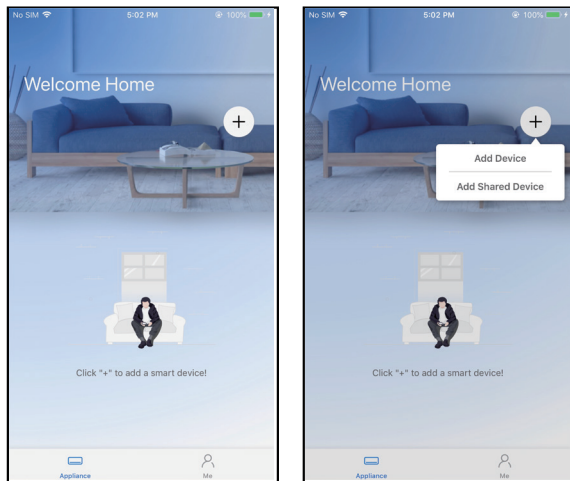 No SIM 5:02 PM 100%
Welcome Home
+
Click "+" to add a smart device!
Appliance Me
No SIM 5:02 PM 100%
Welcome Home
+
Add Device
Add Shared Device
Click "+" to add a smart device!
Appliance Me